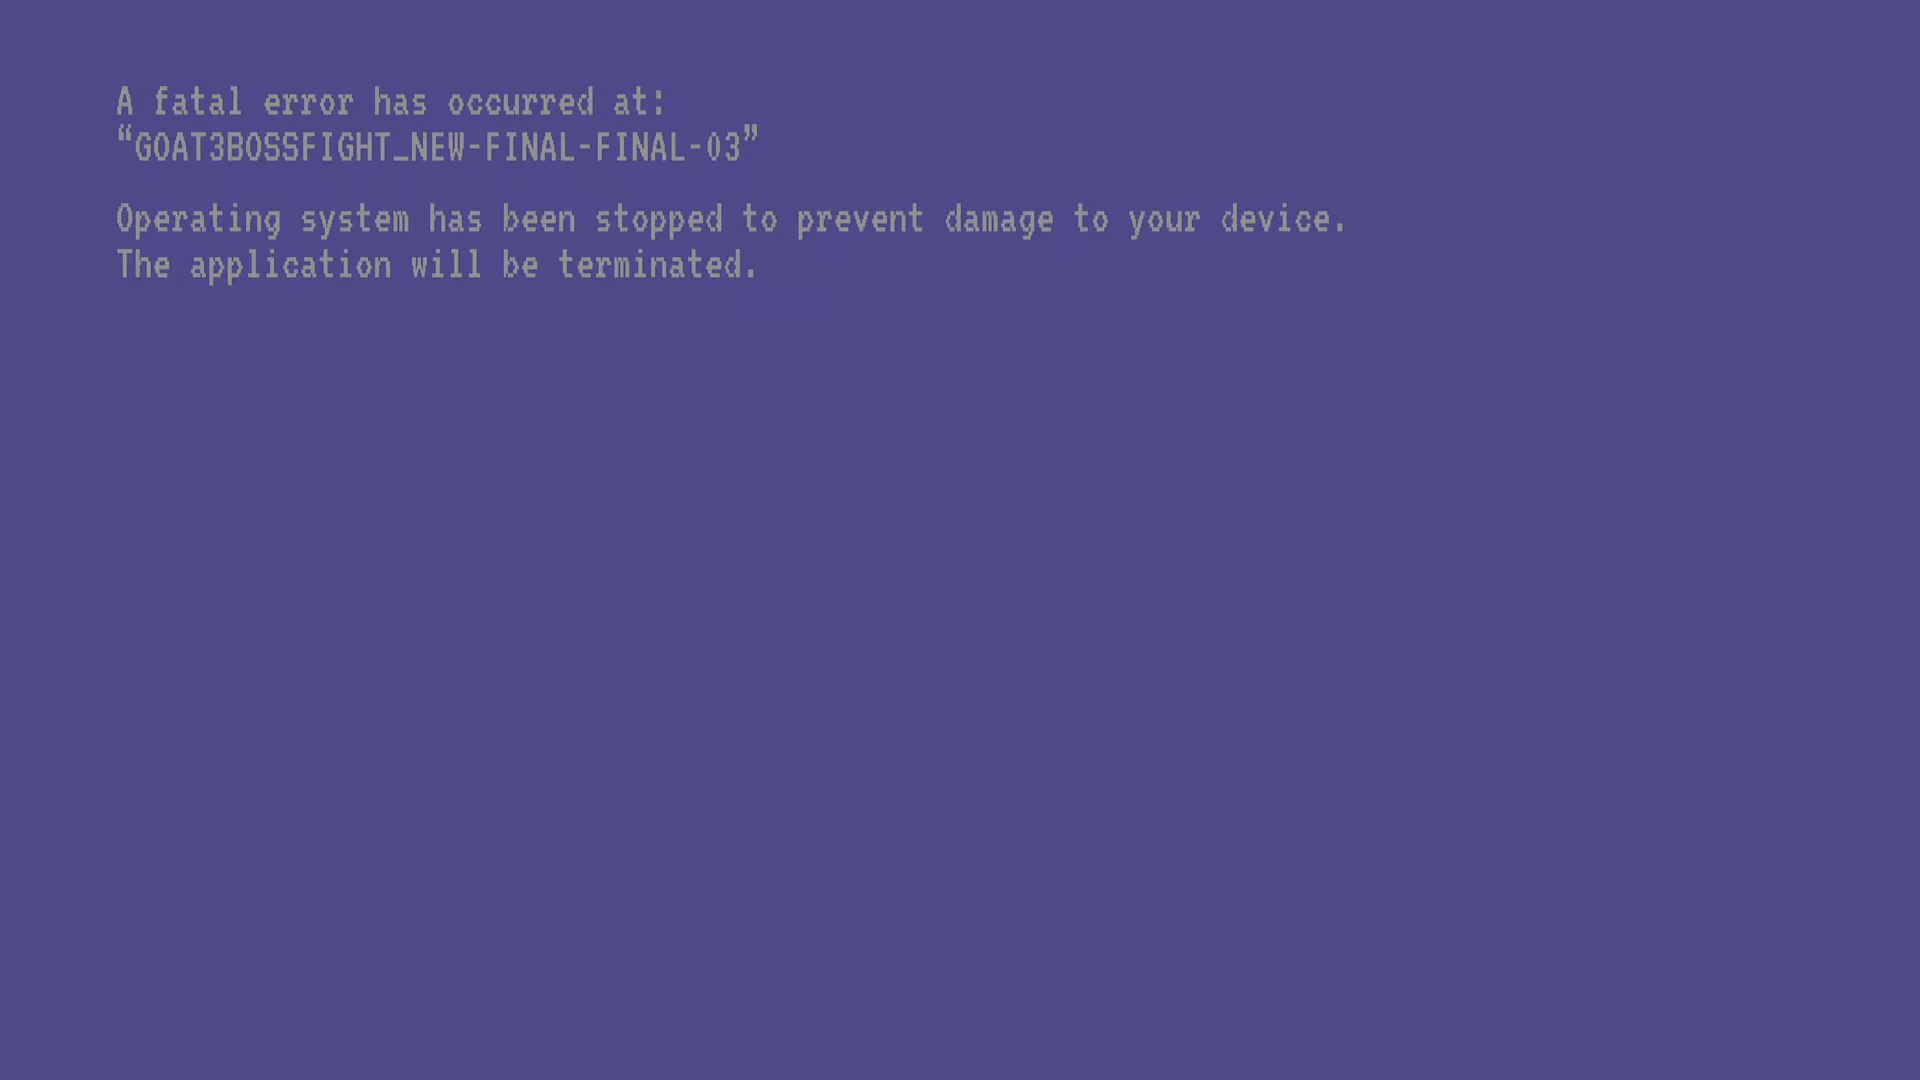 A fatal error has occurred at:
“GOAT3BOSSFIGHT_NEW-FINAL-FINAL-03”
Operating system has been stopped to prevent damage to your device.
The application will be terminated.